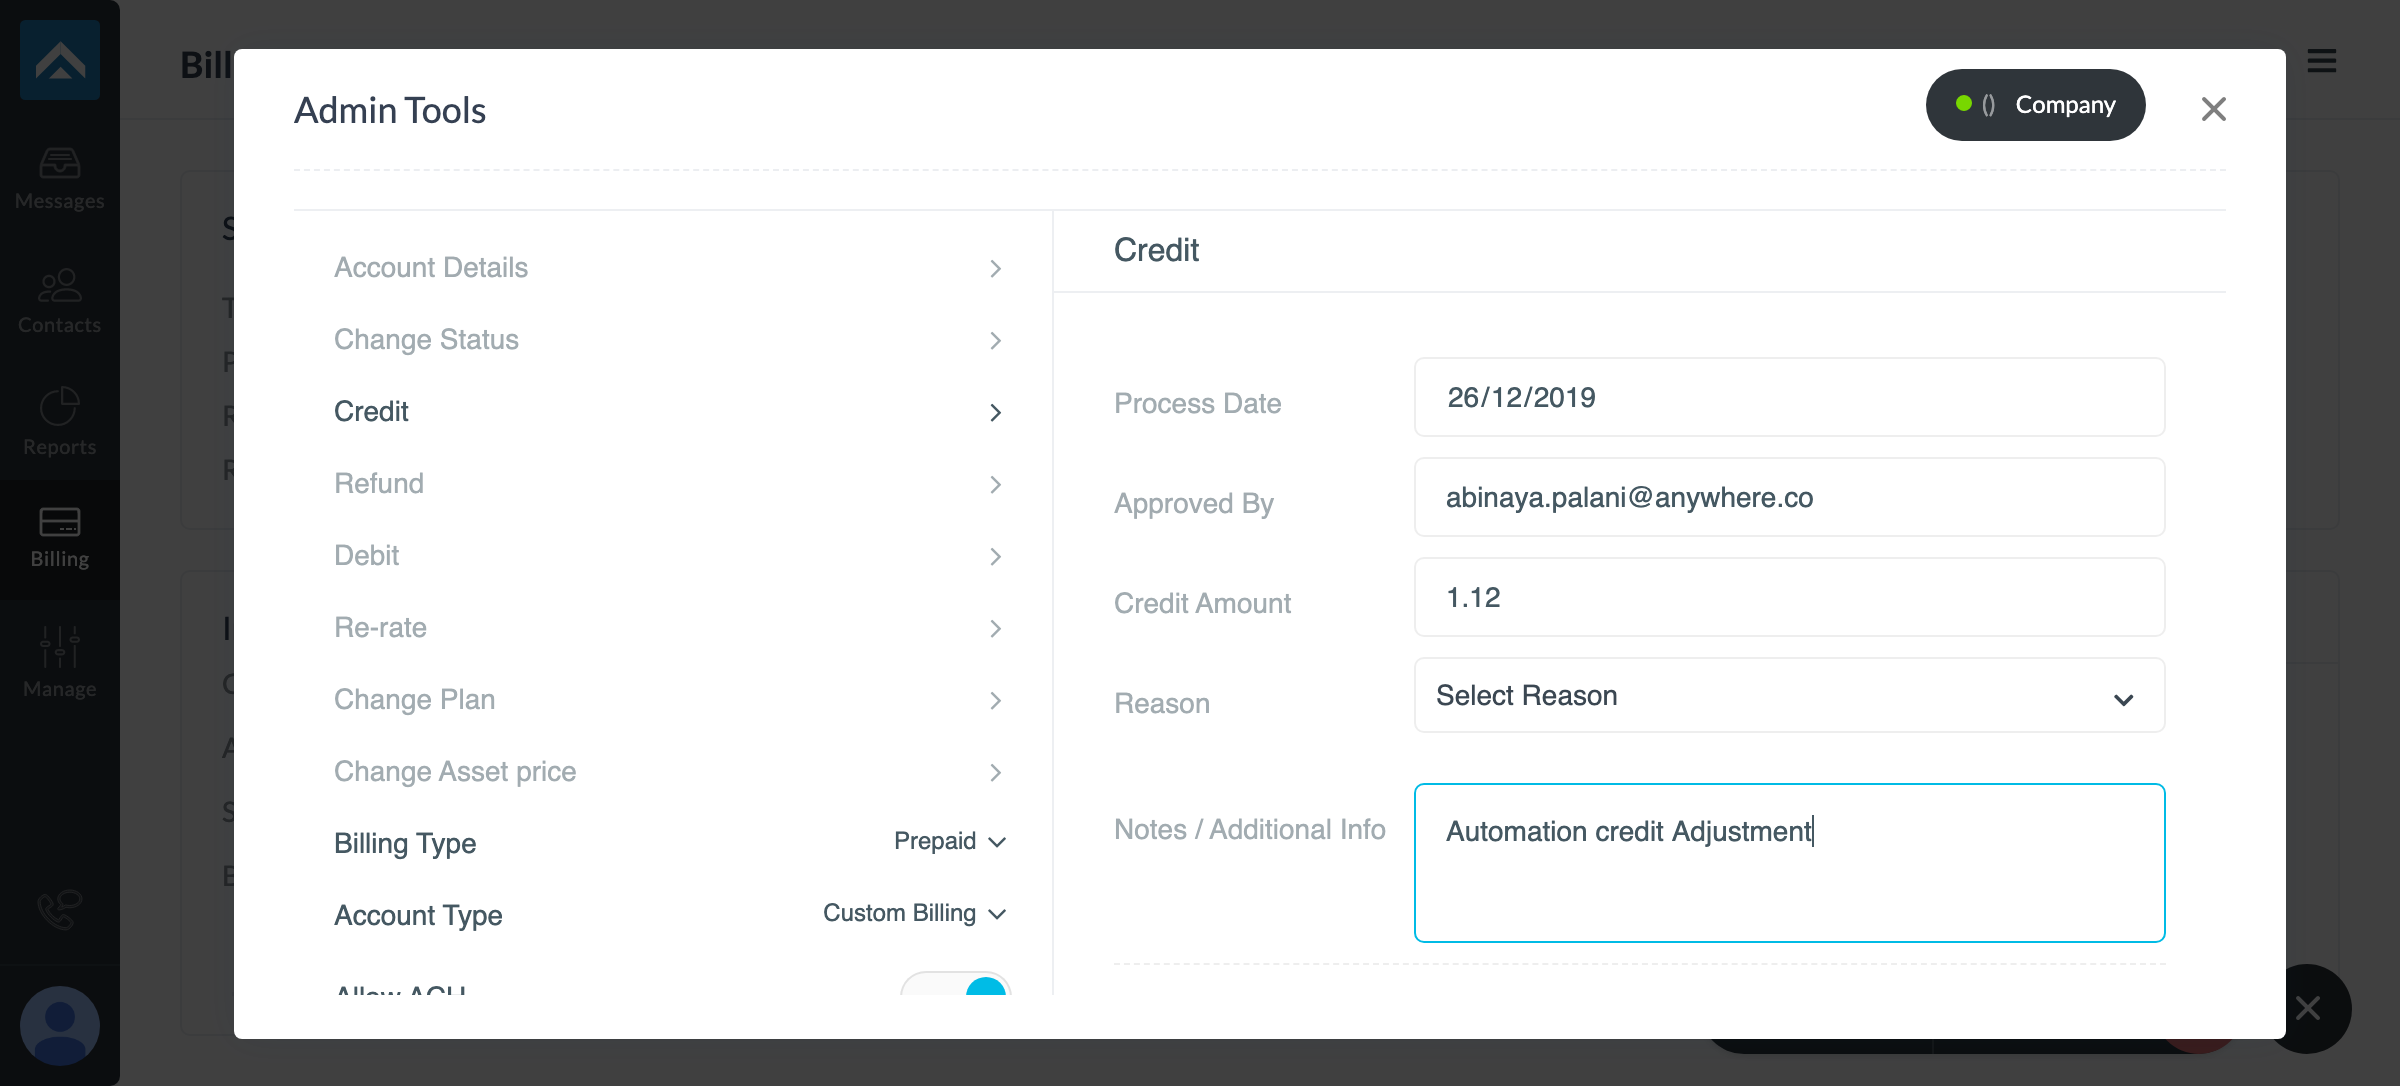 Messages
Contacts
Reports
Billing
Manage
Bill
Admin Tools
() Company
Account Details
Change Status
Credit
Refund
Debit
Re-rate
Change Plan
Change Asset price
Billing Type Prepaid
Account Type Custom Billing
Allow ACH
Credit
Process Date 26/12/2019
Approved By abinaya.palani@anywhere.co
Credit Amount 1.12
Reason Select Reason
Notes / Additional Info Automation credit Adjustment